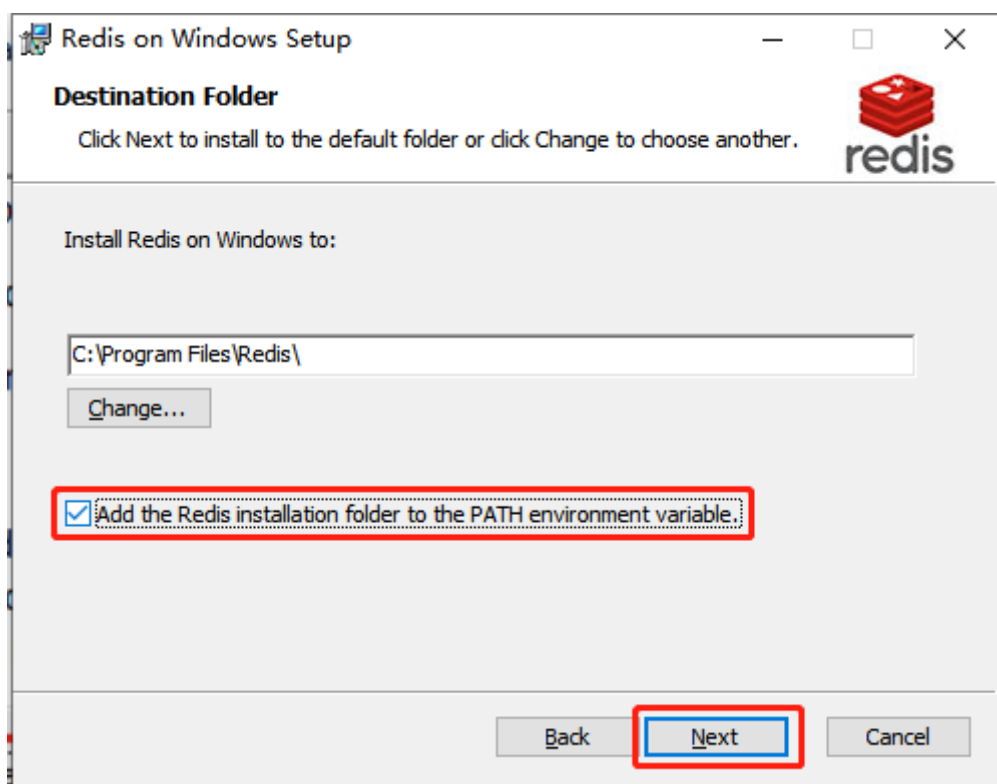 Redis on Windows Setup
Destination Folder
Click Next to install to the default folder or click Change to choose another.
redis
Install Redis on Windows to:
C:\Program Files\Redis\
Change...
Add the Redis installation folder to the PATH environment variable.
Back Next Cancel